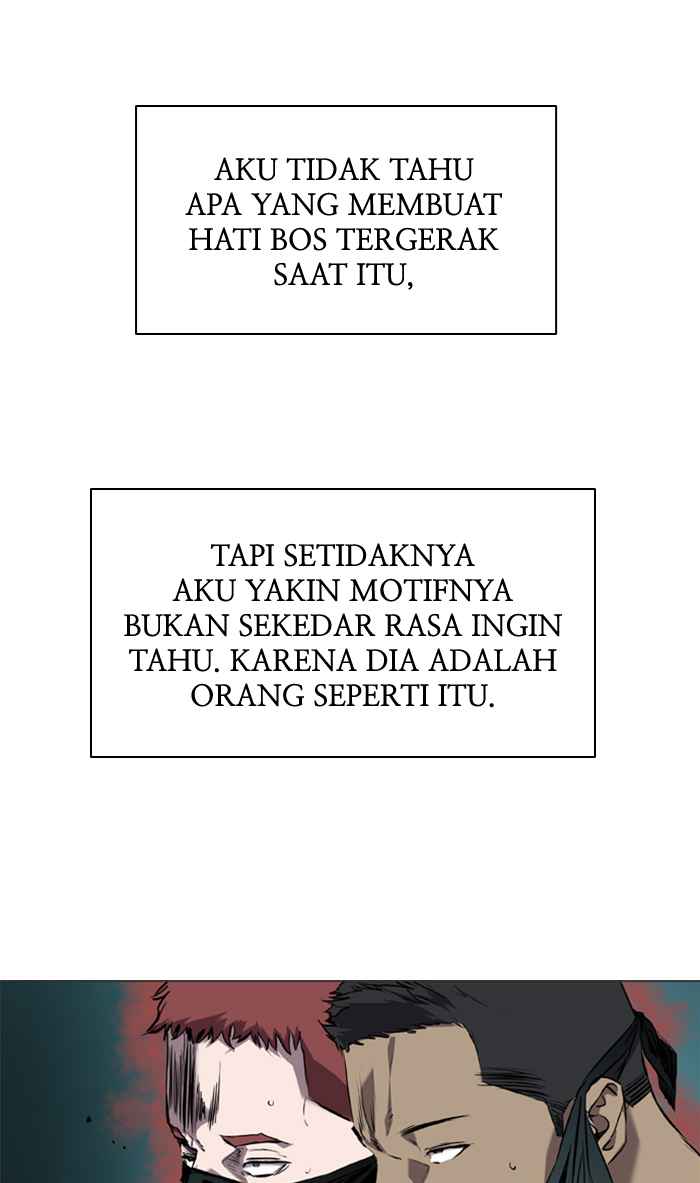 AKU TIDAK TAHU
APA YANG MEMBUAT
HATI BOS TERGERAK
SAAT ITU,
TAPI SETIDAKNYA
AKU YAKIN MOTIFNYA
BUKAN SEKEDAR RASA INGIN
TAHU. KARENA DIA ADALAH
ORANG SEPERTI ITU.